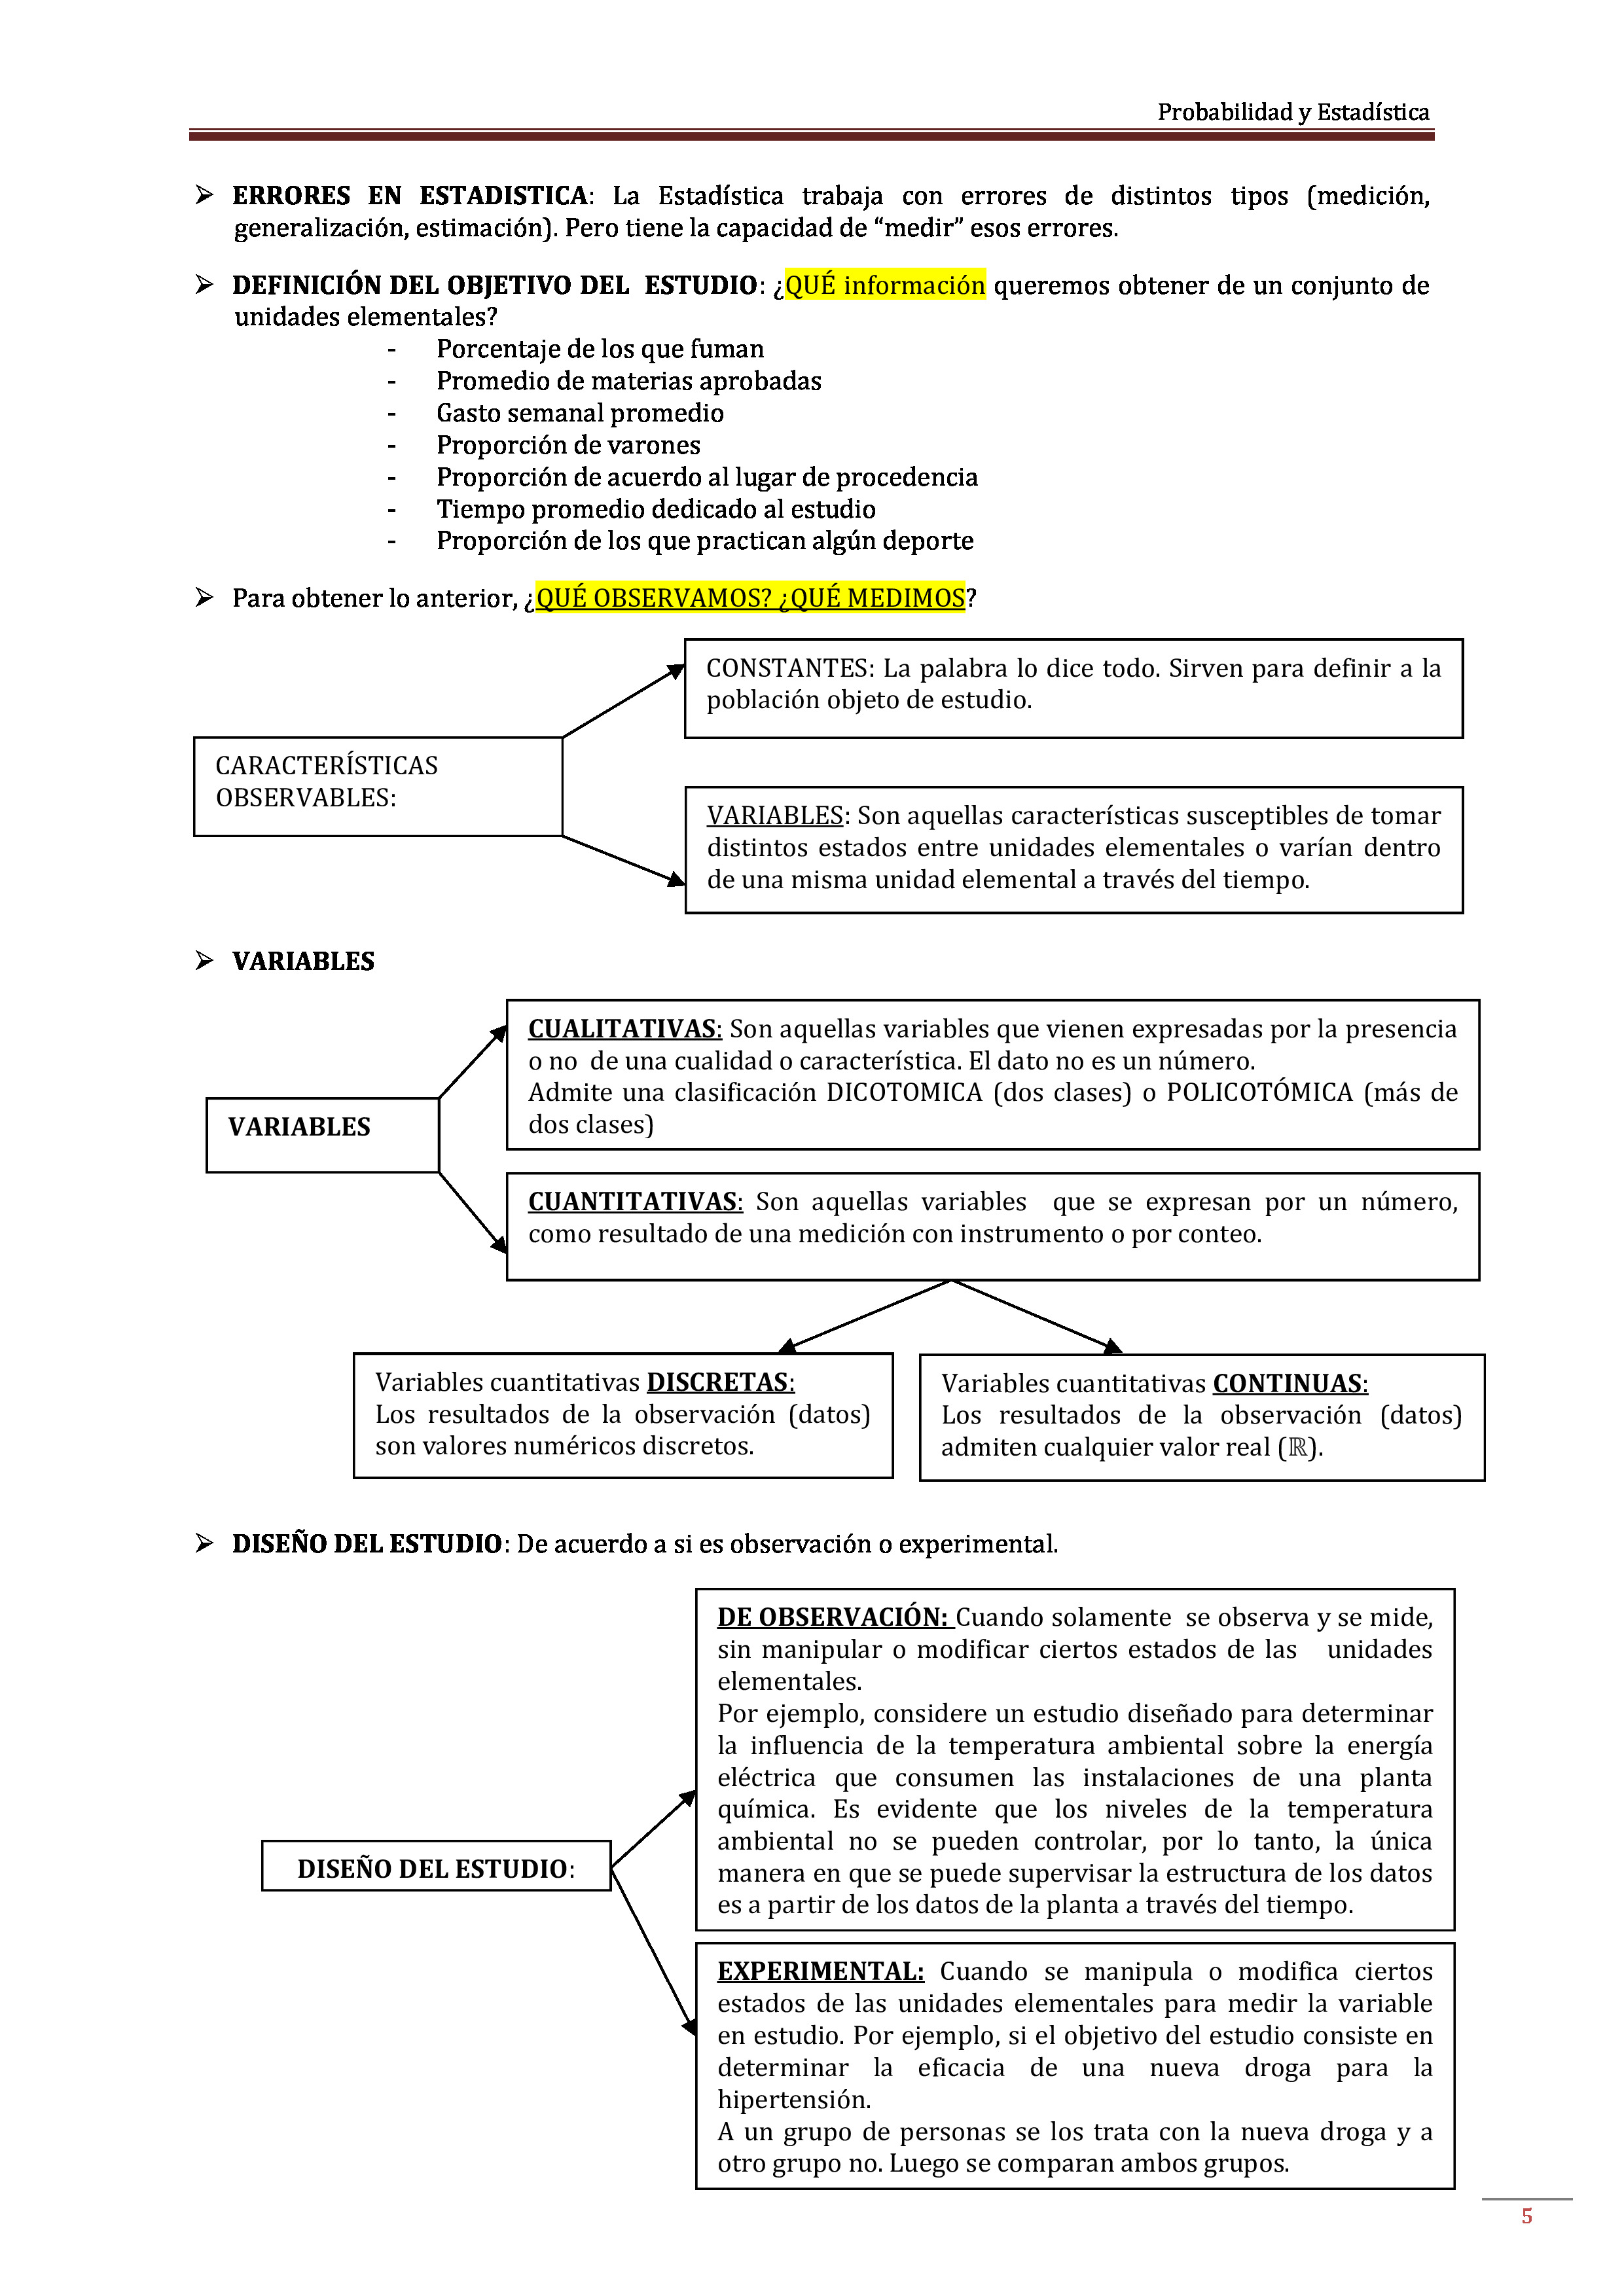 Probabilidad y Estadística
➢ ERRORES EN ESTADISTICA: La Estadística trabaja con errores de distintos tipos (medición,
generalización, estimación). Pero tiene la capacidad de “medir” esos errores.
➢ DEFINICIÓN DEL OBJETIVO DEL ESTUDIO: ¿QUÉ información queremos obtener de un conjunto de
unidades elementales?
- Porcentaje de los que fuman
- Promedio de materias aprobadas
- Gasto semanal promedio
- Proporción de varones
- Proporción de acuerdo al lugar de procedencia
- Tiempo promedio dedicado al estudio
- Proporción de los que practican algún deporte
➢ Para obtener lo anterior, ¿QUÉ OBSERVAMOS? ¿QUÉ MEDIMOS?
CONSTANTES: La palabra lo dice todo. Sirven para definir a la
población objeto de estudio.
CARACTERÍSTICAS
OBSERVABLES:
VARIABLES: Son aquellas características susceptibles de tomar
distintos estados entre unidades elementales o varían dentro
de una misma unidad elemental a través del tiempo.
➢ VARIABLES
CUALITATIVAS: Son aquellas variables que vienen expresadas por la presencia
o no de una cualidad o característica. El dato no es un número.
Admite una clasificación DICOTOMICA (dos clases) o POLICOTÓMICA (más de
dos clases)
VARIABLES
CUANTITATIVAS: Son aquellas variables que se expresan por un número,
como resultado de una medición con instrumento o por conteo.
Variables cuantitativas DISCRETAS:
Los resultados de la observación (datos)
son valores numéricos discretos.
Variables cuantitativas CONTINUAS:
Los resultados de la observación (datos)
admiten cualquier valor real (ℝ).
➢ DISEÑO DEL ESTUDIO: De acuerdo a si es observación o experimental.
DE OBSERVACIÓN: Cuando solamente se observa y se mide,
sin manipular o modificar ciertos estados de las unidades
elementales.
Por ejemplo, considere un estudio diseñado para determinar
la influencia de la temperatura ambiental sobre la energía
eléctrica que consumen las instalaciones de una planta
química. Es evidente que los niveles de la temperatura
ambiental no se pueden controlar, por lo tanto, la única
manera en que se puede supervisar la estructura de los datos
es a partir de los datos de la planta a través del tiempo.
DISEÑO DEL ESTUDIO:
EXPERIMENTAL: Cuando se manipula o modifica ciertos
estados de las unidades elementales para medir la variable
en estudio. Por ejemplo, si el objetivo del estudio consiste en
determinar la eficacia de una nueva droga para la
hipertensión.
A un grupo de personas se los trata con la nueva droga y a
otro grupo no. Luego se comparan ambos grupos.
5